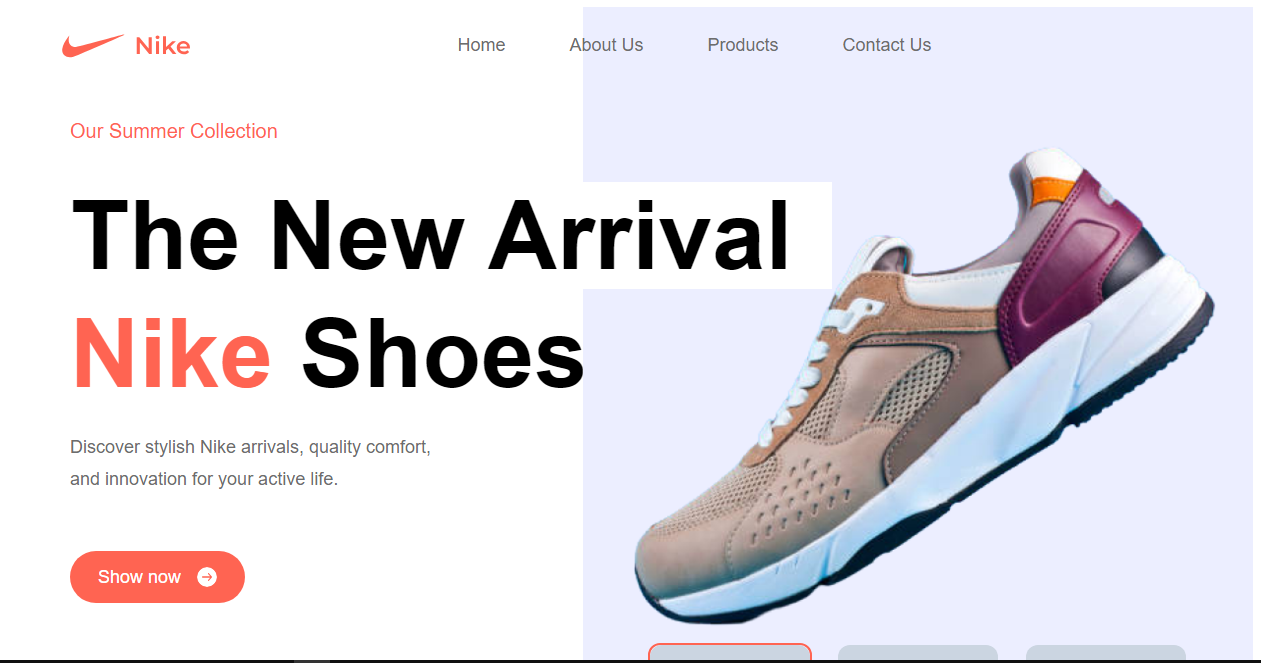 Nike
Home
About Us
Products
Contact Us
Our Summer Collection
The New Arrival
Nike Shoes
Discover stylish Nike arrivals, quality comfort,
and innovation for your active life.
Show now